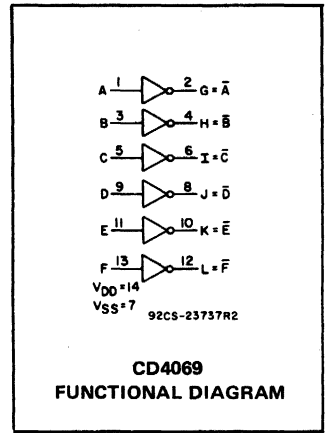 A 1 2 G = A̅
B 3 4 H = B̅
C 5 6 I = C̅
D 9 8 J = D̅
E 11 10 K = E̅
F 13 12 L = F̅
VDD = 14
VSS = 7
92CS-23737R2
CD4069
FUNCTIONAL DIAGRAM